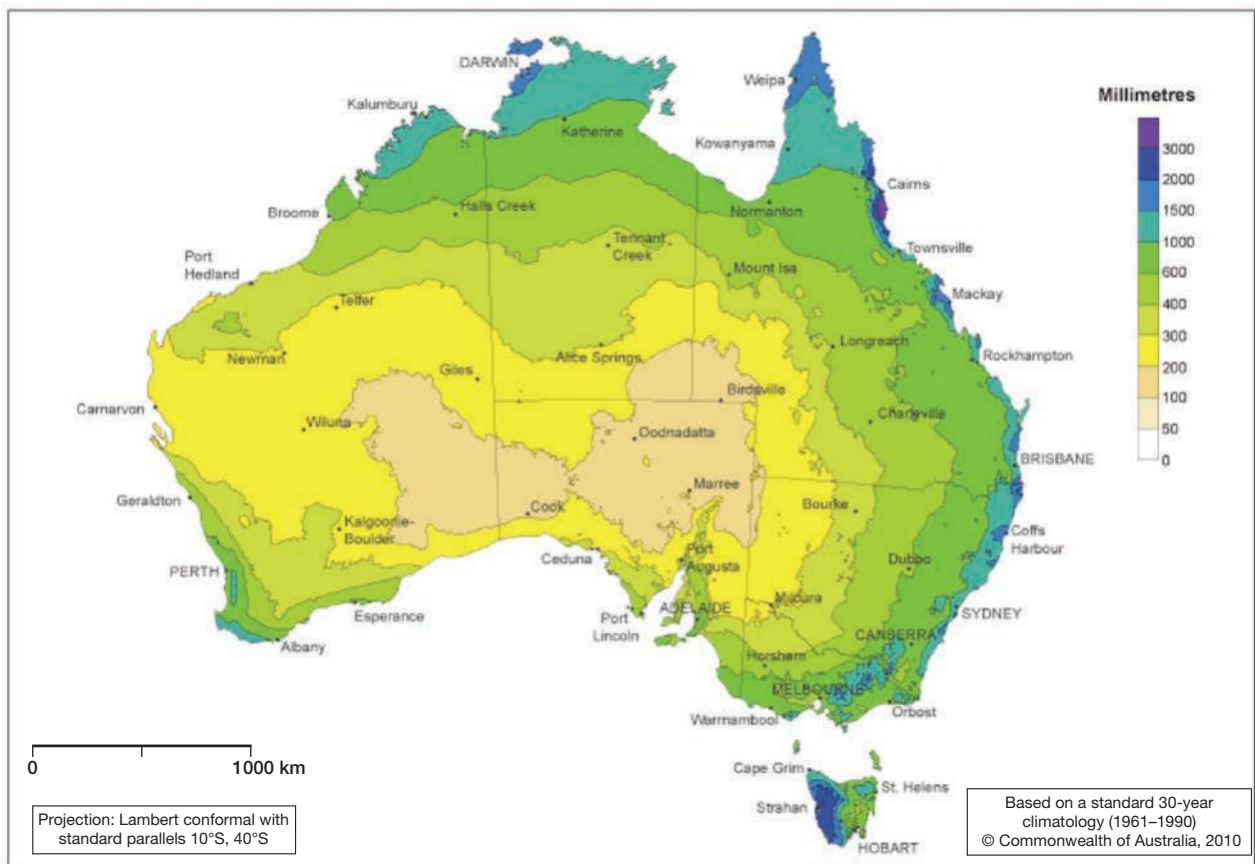 DARWIN
Weipa
Kalumburu
Katherine
Kowanyama
Cairns
Broome
Halls Creek
Normanton
Townsville
Port
Hedland
Tennant
Creek
Mount Isa
Mackay
Telfer
Newman
Alice Springs
Longreach
Rockhampton
Giles
Birdsville
Carnarvon
Wiluna
Oodnadatta
Charleville
BRISBANE
Geraldton
Marree
Cook
Bourke
Kalgoorlie-
Boulder
Ceduna
Port
Augusta
Coffs
Harbour
PERTH
Dubbo
Esperance
Port
Lincoln
ADELAIDE
Mildura
SYDNEY
Albany
CANBERRA
Horsham
MELBOURNE
Warrnambool
Orbost
Cape Grim
St. Helens
Strahan
HOBART
Millimetres
3000
2000
1500
1000
600
400
300
200
100
50
0
0 1000 km
Projection: Lambert conformal with
standard parallels 10°S, 40°S
Based on a standard 30-year
climatology (1961–1990)
© Commonwealth of Australia, 2010